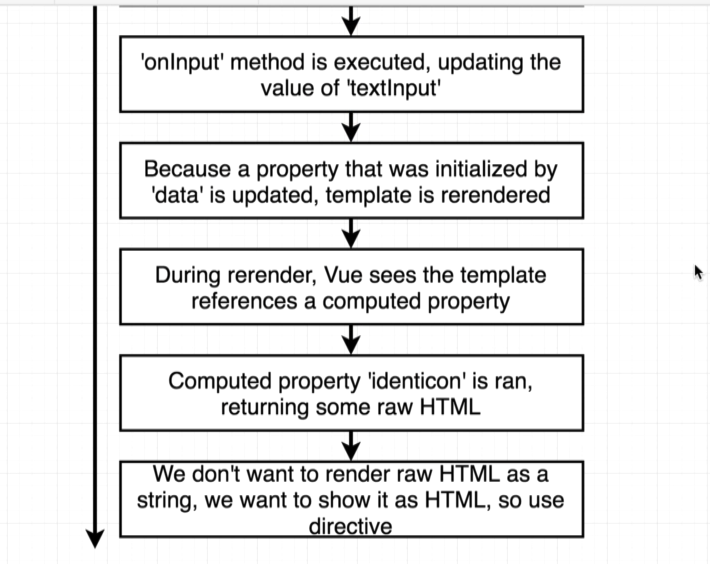 'onInput' method is executed, updating the
value of 'textInput'
Because a property that was initialized by
'data' is updated, template is rerendered
During rerender, Vue sees the template
references a computed property
Computed property 'identicon' is ran,
returning some raw HTML
We don't want to render raw HTML as a
string, we want to show it as HTML, so use
directive